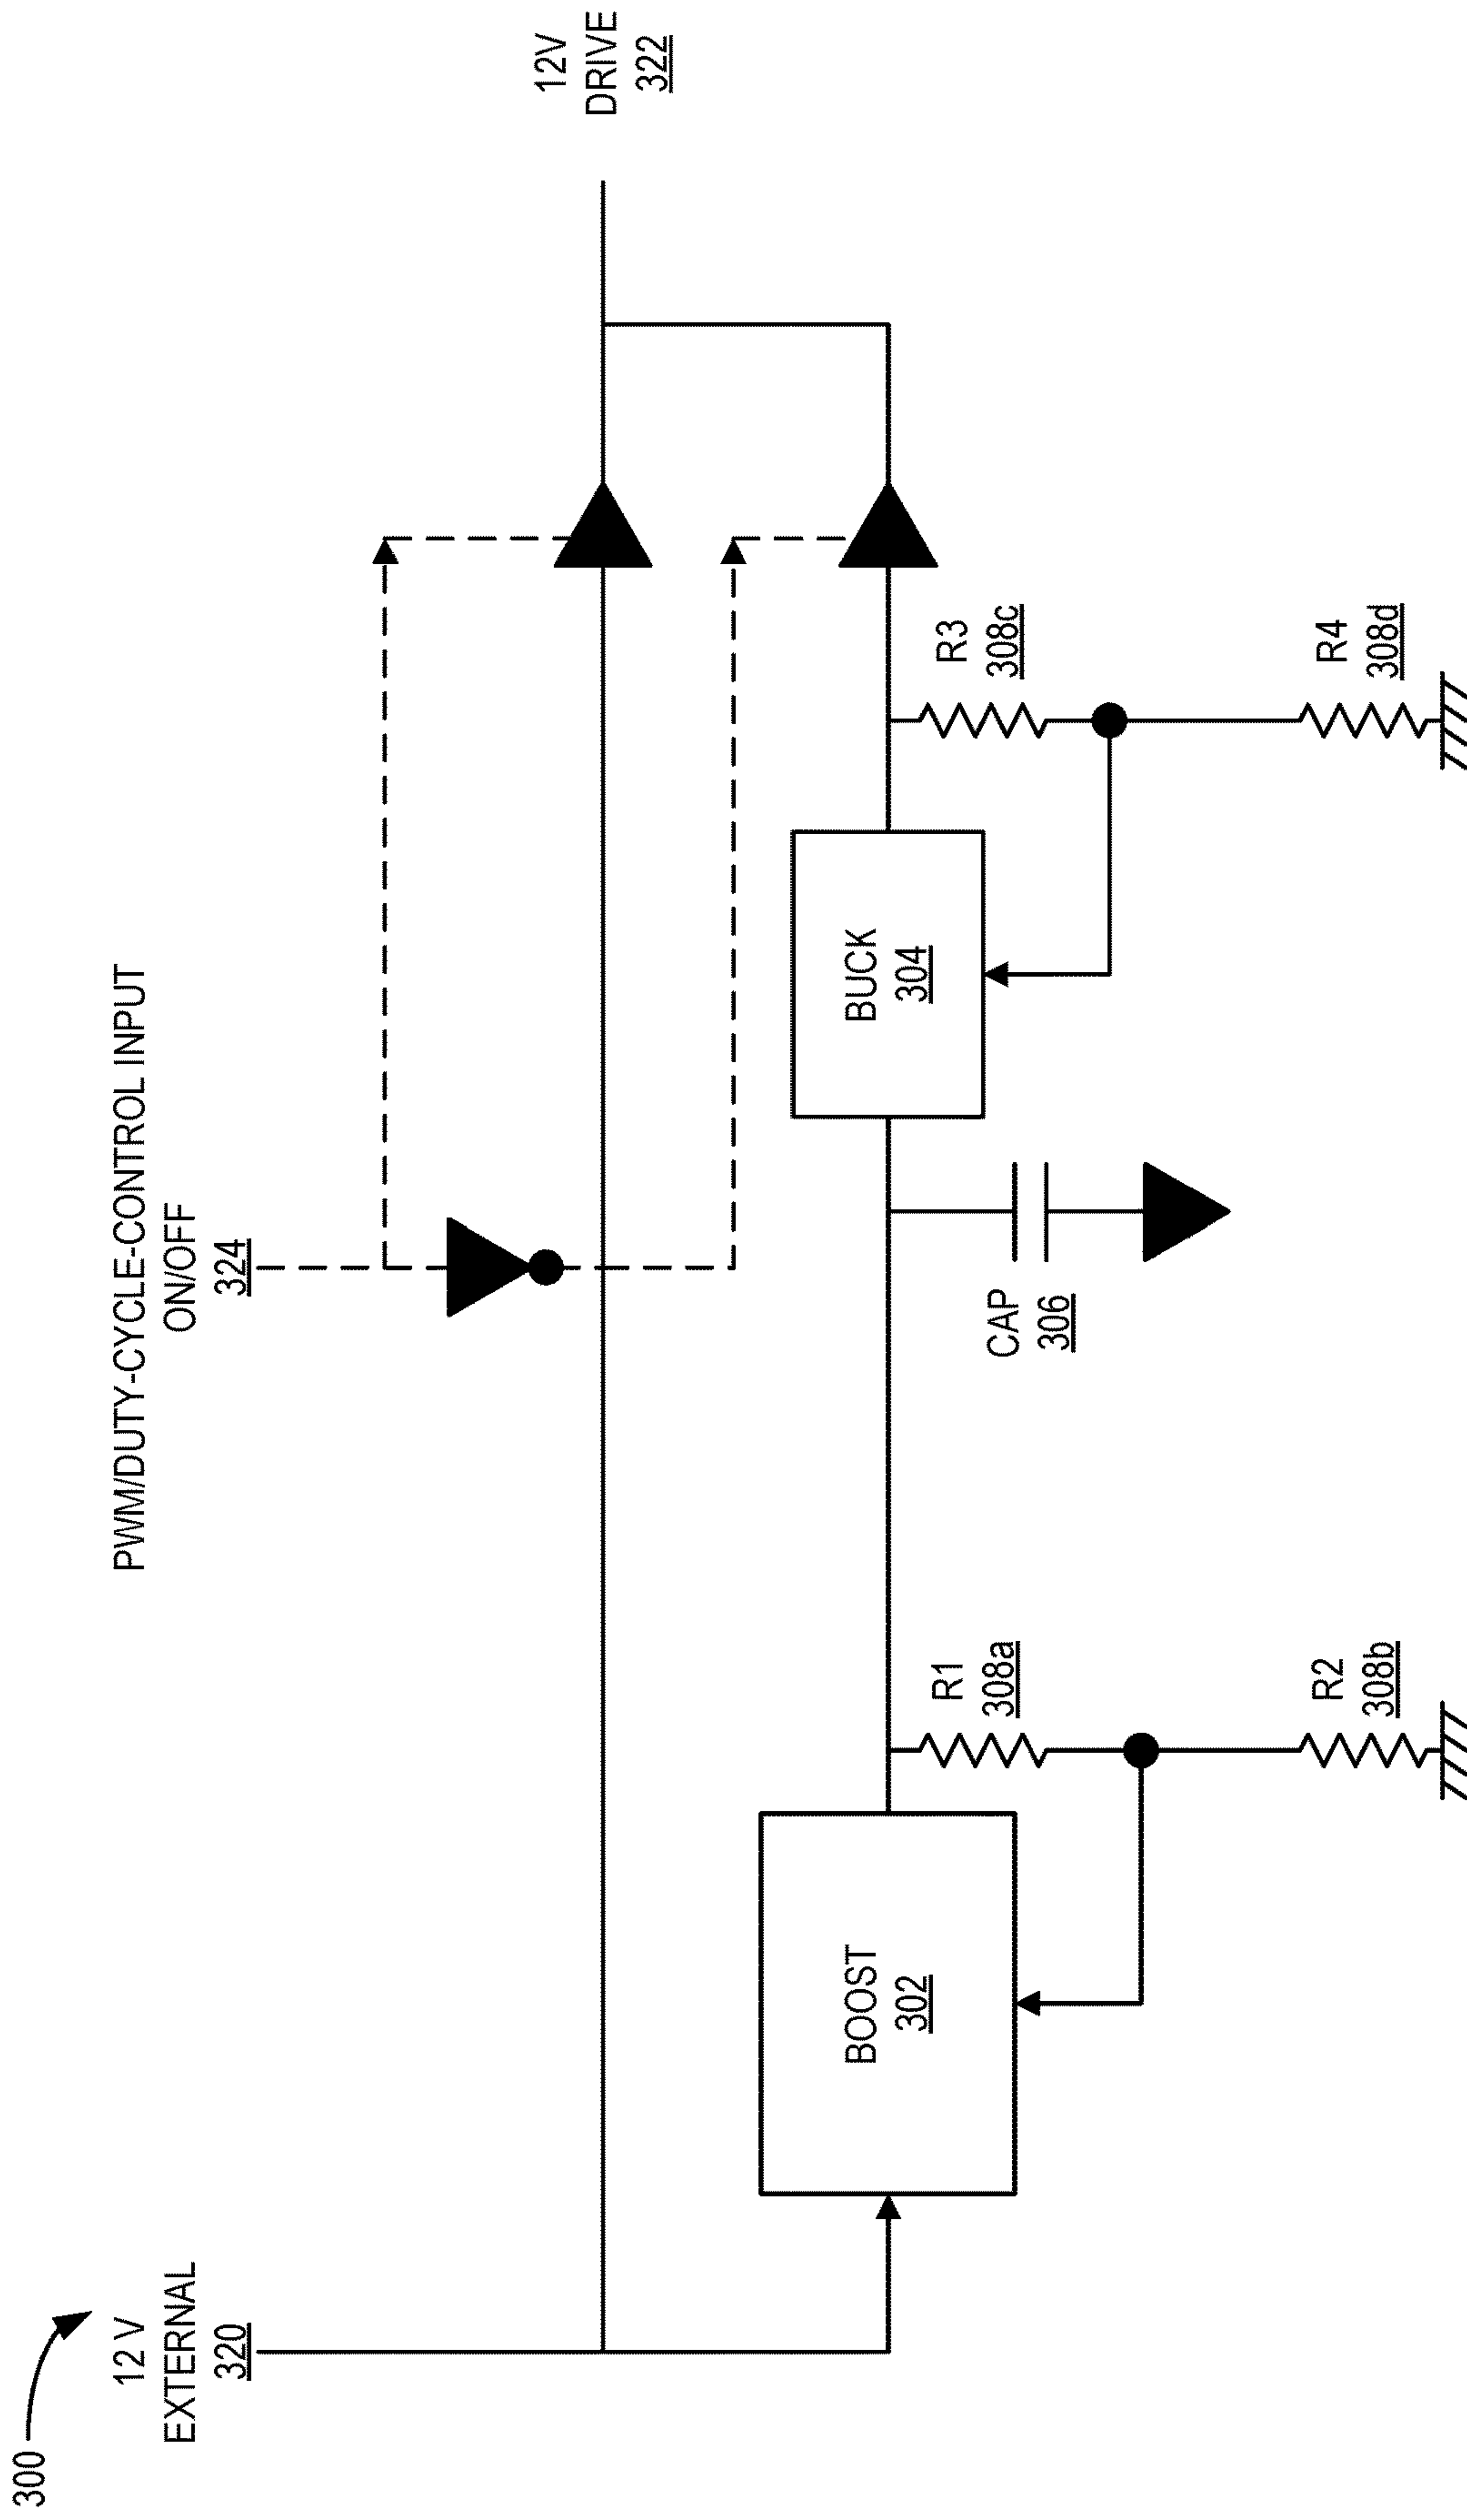 300
12 V
EXTERNAL
320
PWM/DUTY-CYCLE-CONTROL INPUT
ON/OFF
324
12V
DRIVE
322
BOOST
302
R1
308a
R2
308b
CAP
306
BUCK
304
R3
308c
R4
308d